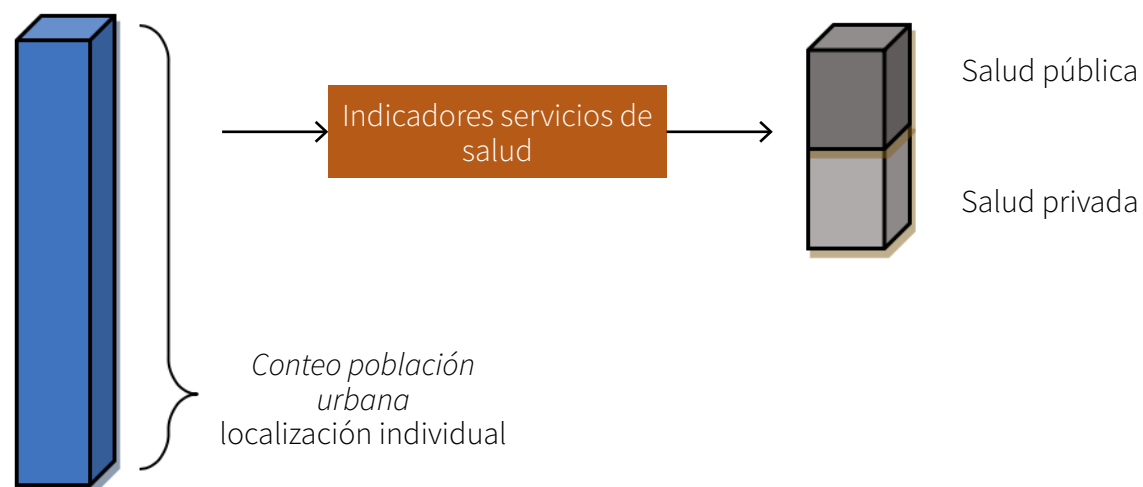 Salud pública
Indicadores servicios de
salud
Salud privada
Conteo población
urbana
localización individual